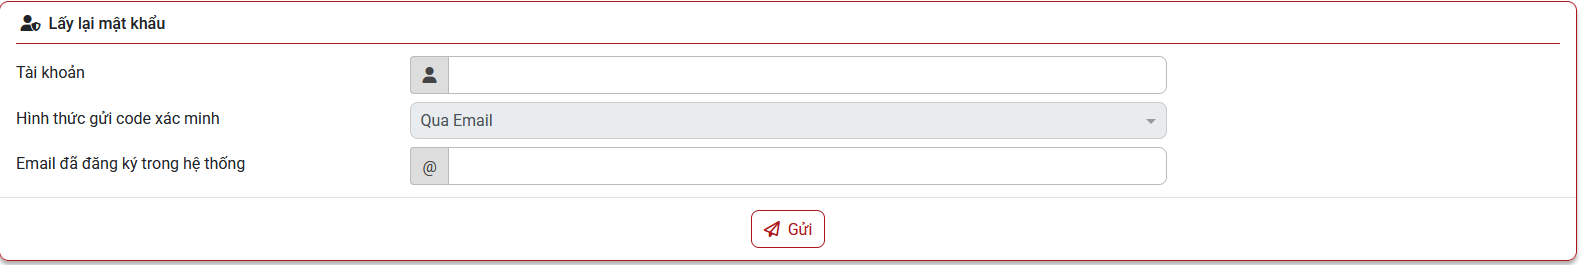 Lấy lại mật khẩu
Tài khoản
Hình thức gửi code xác minh
Qua Email
Email đã đăng ký trong hệ thống
@
Gửi